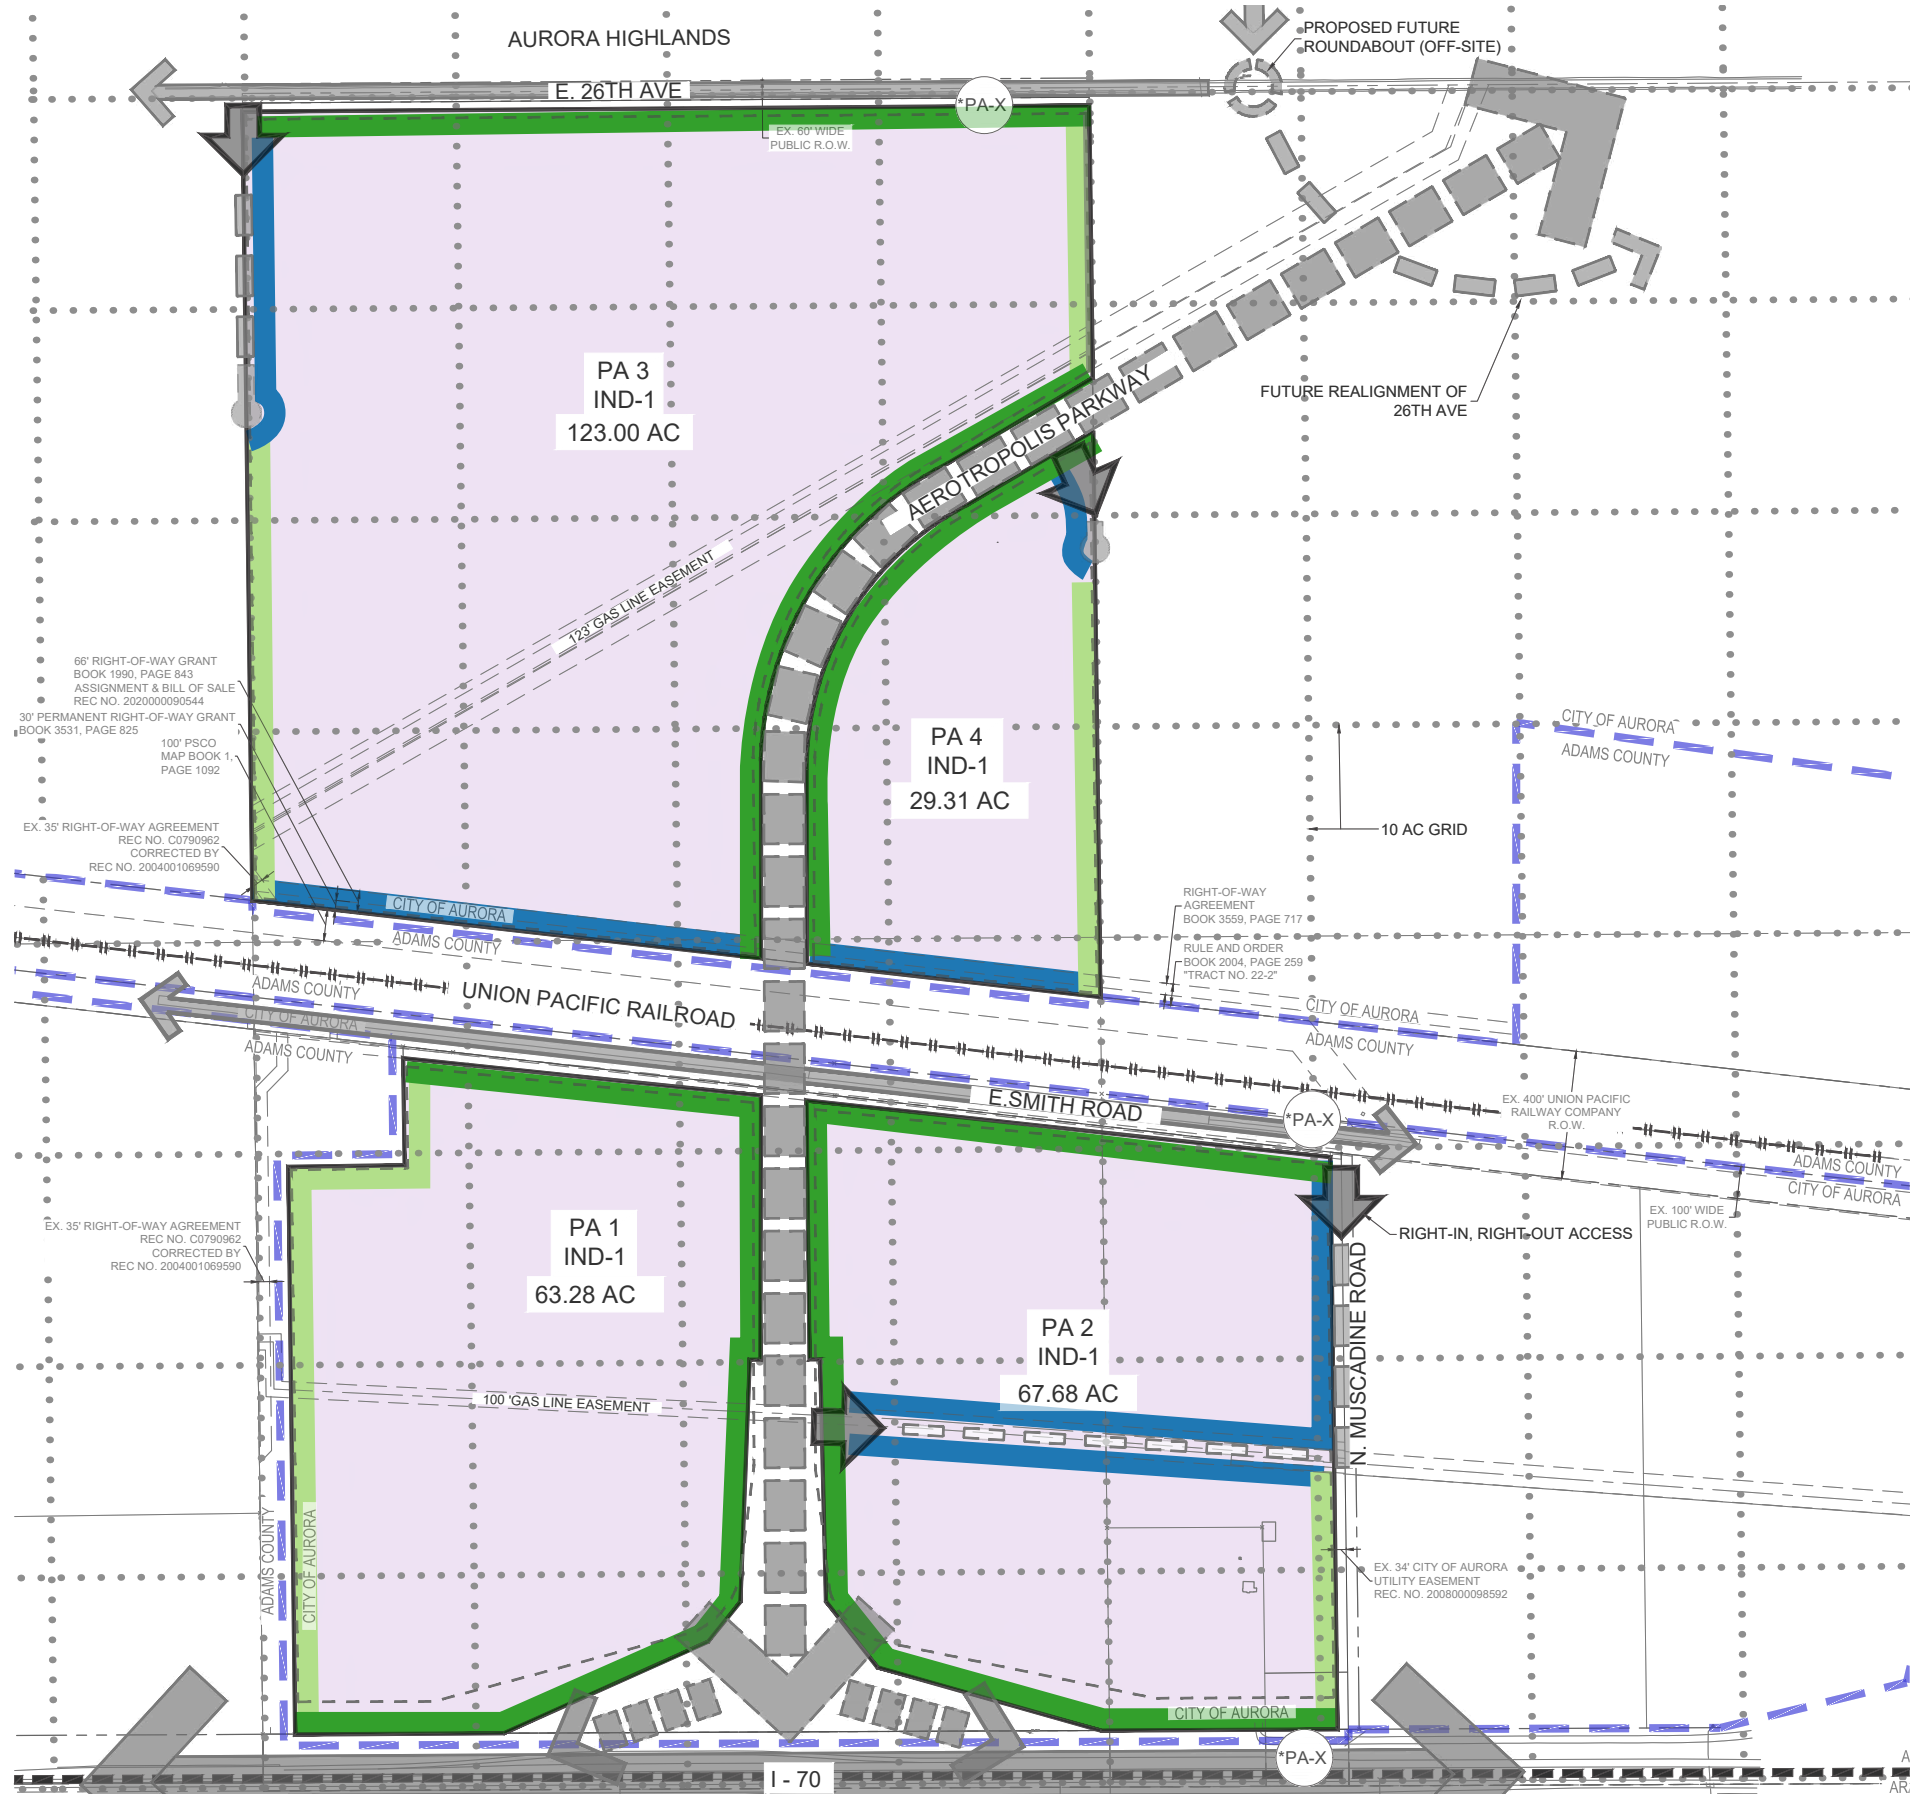 AURORA HIGHLANDS
PROPOSED FUTURE
ROUNDABOUT (OFF-SITE)
E. 26TH AVE
*PA-X
EX. 60' WIDE
PUBLIC R.O.W.
PA 3
IND-1
123.00 AC
FUTURE REALIGNMENT OF
26TH AVE
AEROTROPOLIS PARKWAY
123' GAS LINE EASEMENT
66' RIGHT-OF-WAY GRANT
BOOK 1990, PAGE 843
ASSIGNMENT & BILL OF SALE
REC NO. 2020000090544
30' PERMANENT RIGHT-OF-WAY GRANT
BOOK 3531, PAGE 825
100' PSCO
MAP BOOK 1,
PAGE 1092
PA 4
IND-1
29.31 AC
CITY OF AURORA
ADAMS COUNTY
10 AC GRID
EX. 35' RIGHT-OF-WAY AGREEMENT
REC NO. C0790962
CORRECTED BY
REC NO. 2004001069590
CITY OF AURORA
ADAMS COUNTY
RIGHT-OF-WAY
AGREEMENT
BOOK 3559, PAGE 717
RULE AND ORDER
BOOK 2004, PAGE 259
"TRACT NO. 22-2"
ADAMS COUNTY
CITY OF AURORA
ADAMS COUNTY
UNION PACIFIC RAILROAD
CITY OF AURORA
ADAMS COUNTY
E.SMITH ROAD
*PA-X
EX. 400' UNION PACIFIC
RAILWAY COMPANY
R.O.W.
ADAMS COUNTY
CITY OF AURORA
EX. 100' WIDE
PUBLIC R.O.W.
RIGHT-IN, RIGHT-OUT ACCESS
EX. 35' RIGHT-OF-WAY AGREEMENT
REC NO. C0790962
CORRECTED BY
REC NO. 2004001069590
PA 1
IND-1
63.28 AC
N. MUSCADINE ROAD
PA 2
IND-1
67.68 AC
100 'GAS LINE EASEMENT
ADAMS COUNTY
CITY OF AURORA
EX. 34' CITY OF AURORA
UTILITY EASEMENT
REC. NO. 2008000098592
CITY OF AURORA
*PA-X
I - 70
A
AR